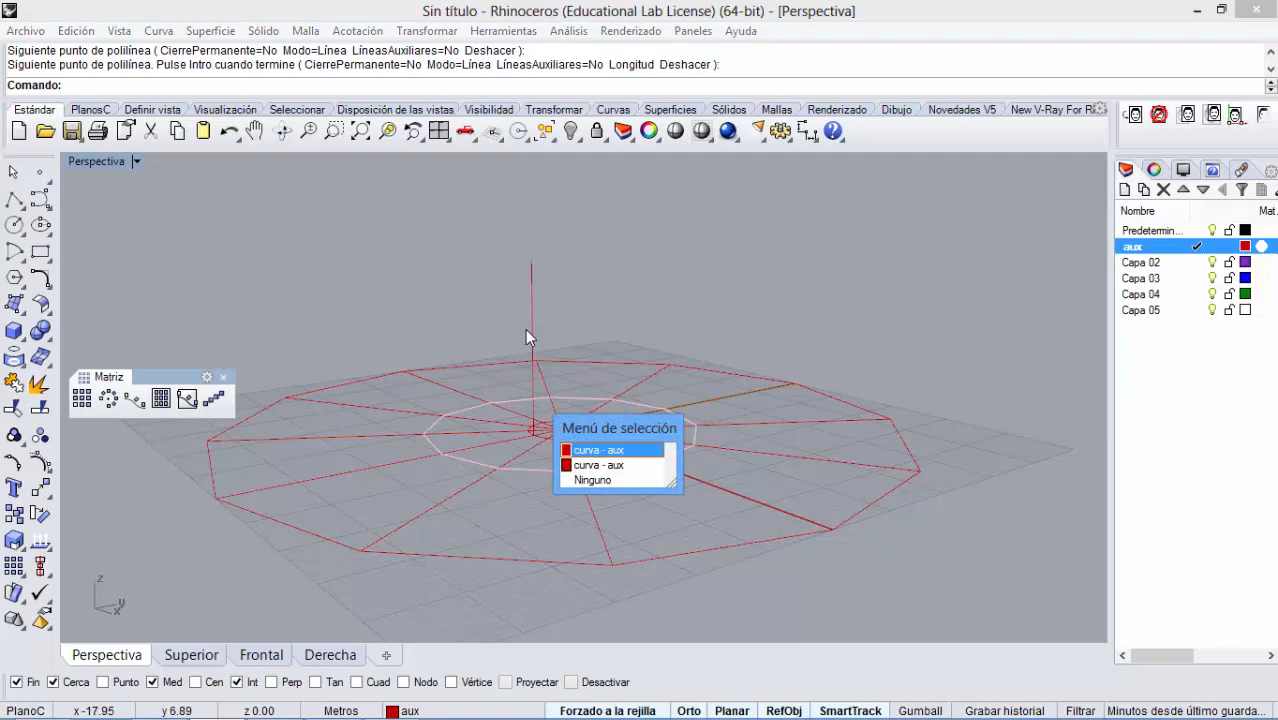 Sin título - Rhinoceros (Educational Lab License) (64-bit) - [Perspectiva]
Archivo Edición Vista Curva Superficie Sólido Malla Acotación Transformar Herramientas Análisis Renderizado Paneles Ayuda
Siguiente punto de polilínea ( CierrePermanente=No Modo=Línea LíneasAuxiliares=No Deshacer ):
Siguiente punto de polilínea. Pulse Intro cuando termine ( CierrePermanente=No Modo=Línea LíneasAuxiliares=No Longitud Deshacer ):
Comando:
Estándar PlanosC Definir vista Visualización Seleccionar Disposición de las vistas Visibilidad Transformar Curvas Superficies Sólidos Mallas Renderizado Dibujo Novedades V5 New V-Ray For R
Perspectiva
Nombre Mat.
Predetermin...
aux
Capa 02
Capa 03
Capa 04
Capa 05
Matriz
Menú de selección
curva - aux
curva - aux
Ninguno
z
y
x
Perspectiva Superior Frontal Derecha
Fin Cerca Punto Med Cen Int Perp Tan Cuad Nodo Vértice Proyectar Desactivar
PlanoC x -17.95 y 6.89 z 0.00 Metros aux Forzado a la rejilla Orto Planar RefObj SmartTrack Gumball Grabar historial Filtrar Minutos desde último guarda...